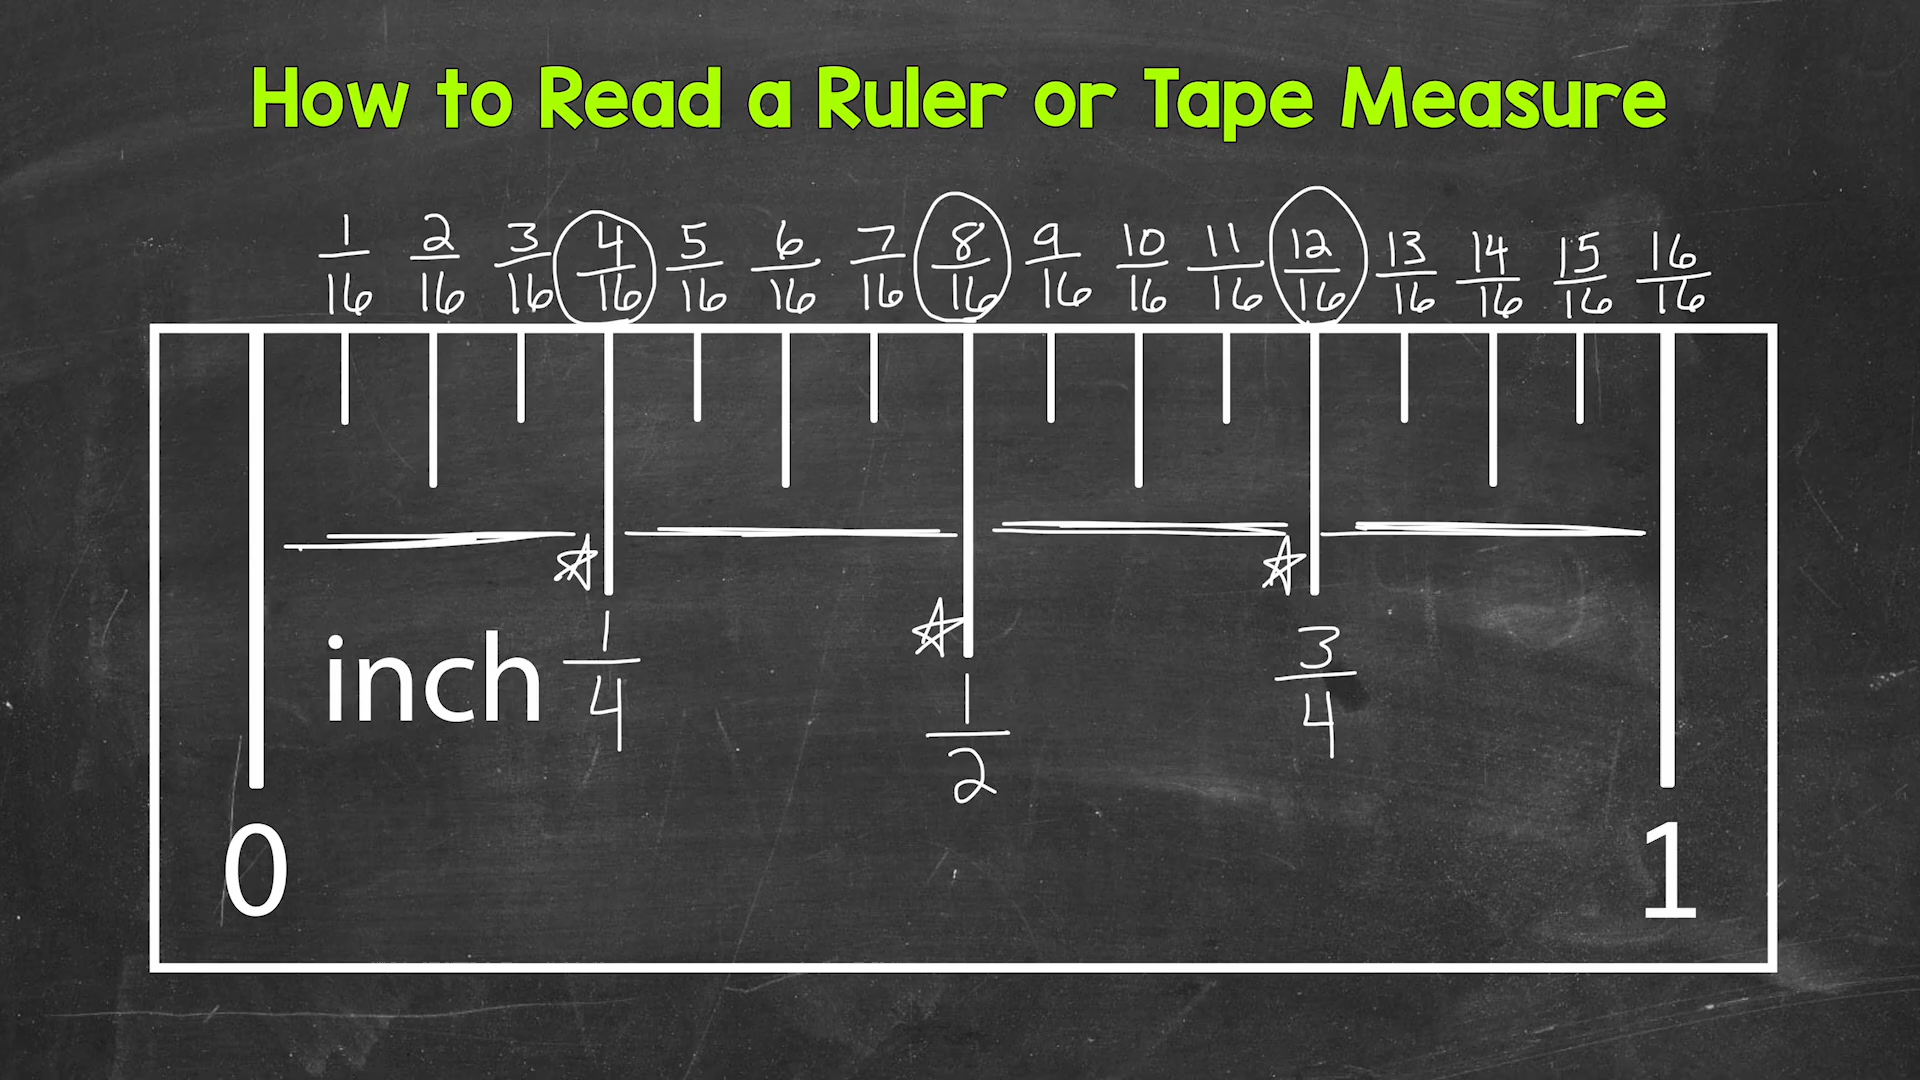 How to Read a Ruler or Tape Measure
1/16 2/16 3/16 4/16 5/16 6/16 7/16 8/16 9/16 10/16 11/16 12/16 13/16 14/16 15/16 16/16
inch 1/4 1/2 3/4
0 1